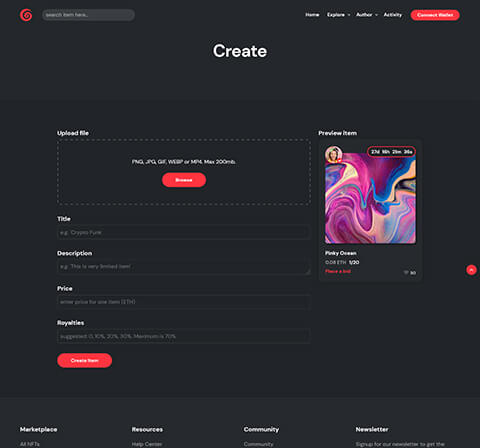 search item here...
Home Explore Author Activity Connect Wallet
Create
Upload file
PNG, JPG, GIF, WEBP or MP4. Max 200mb.
Browse
Title
e.g. 'Crypto Funk
Description
e.g. 'This is very limited item'
Price
enter price for one item (ETH)
Royalties
suggested: 0, 10%, 20%, 30%. Maximum is 70%
Create Item
Preview item
27d 16h 21m 36s
Pinky Ocean
0.08 ETH 1/20
Place a bid
50
Marketplace Resources Community Newsletter
All NFTs Help Center Community Signup for our newsletter to get the